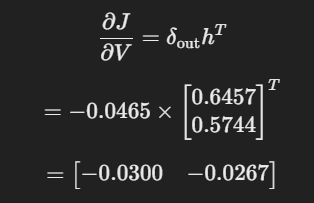 ∂J/∂V = δ_out h^T
= −0.0465 × [0.6457; 0.5744]^T
= [−0.0300 −0.0267]